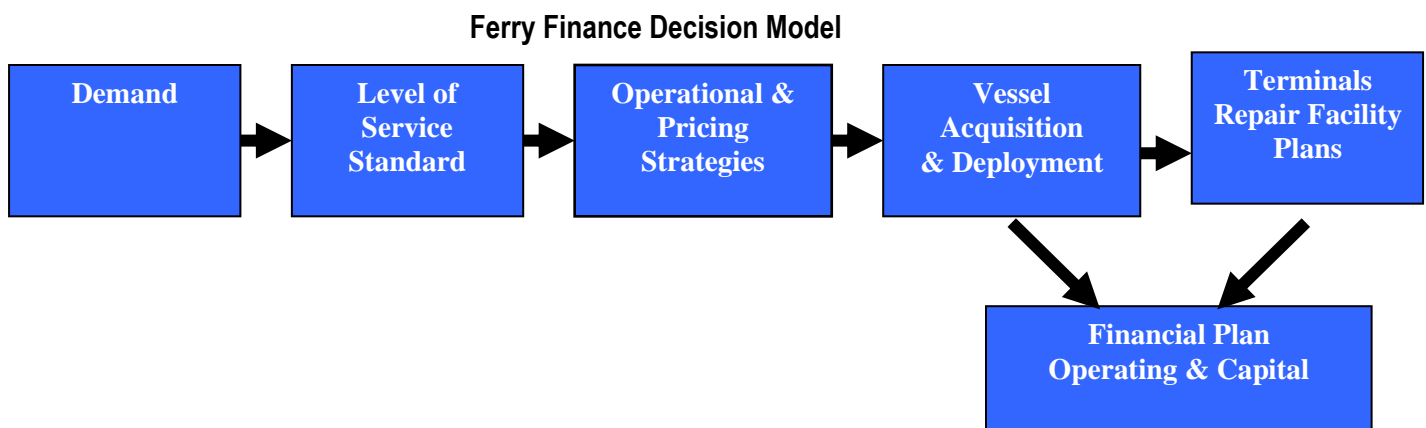 Ferry Finance Decision Model
Demand
Level of
Service
Standard
Operational &
Pricing
Strategies
Vessel
Acquisition
& Deployment
Terminals
Repair Facility
Plans
Financial Plan
Operating & Capital